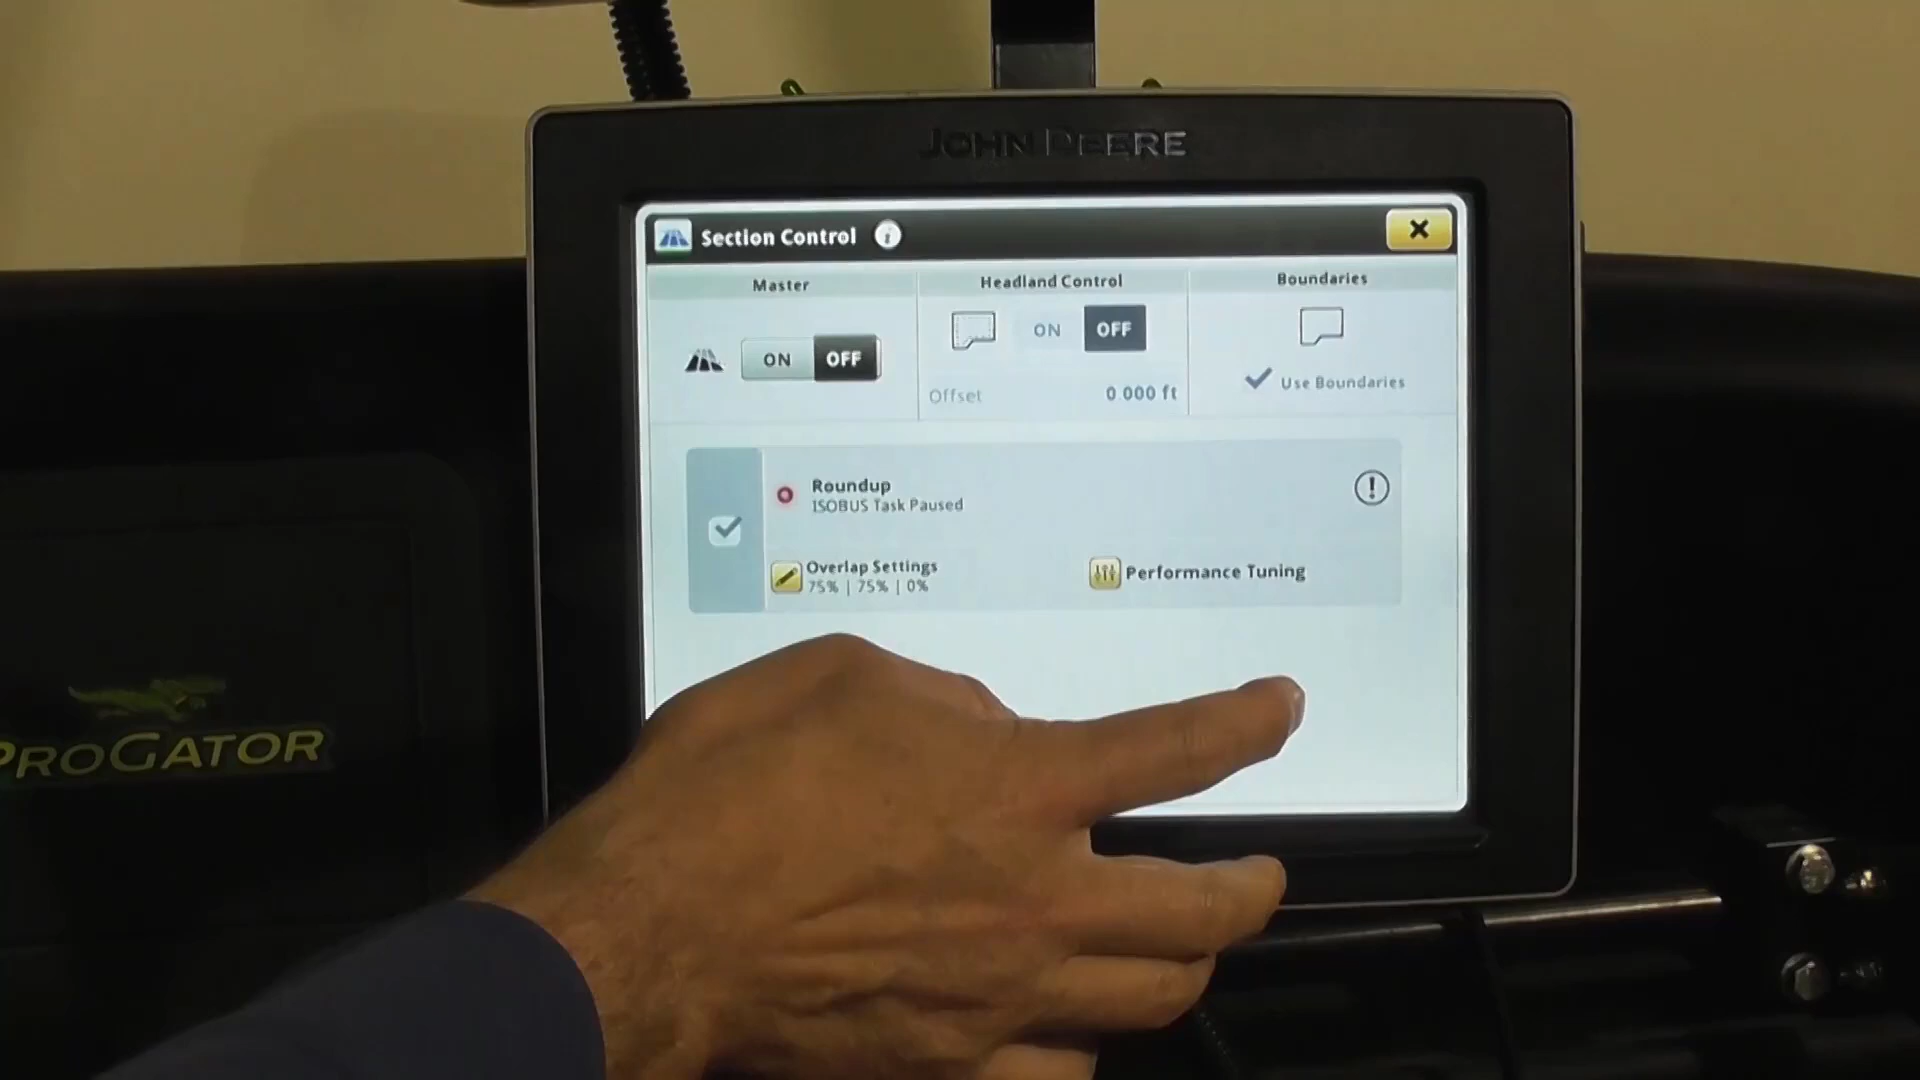 JOHN DEERE
Section Control
Master
Headland Control
Boundaries
ON OFF
ON OFF
Offset 0.000 ft
Use Boundaries
Roundup
ISOBUS Task Paused
Overlap Settings
75% | 75% | 0%
Performance Tuning
PROGATOR